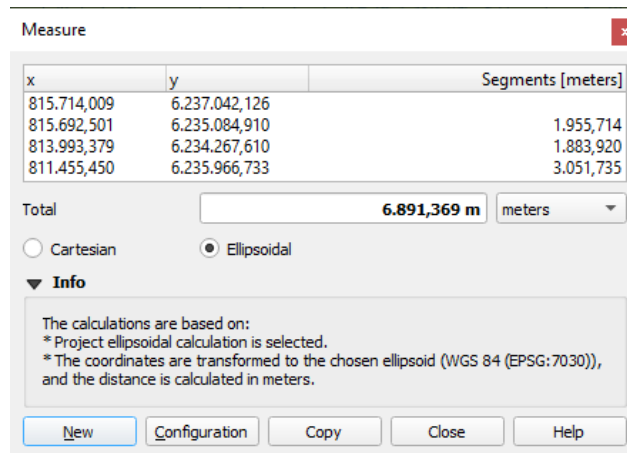 Measure
x y Segments [meters]
815.714,009 6.237.042,126
815.692,501 6.235.084,910 1.955,714
813.993,379 6.234.267,610 1.883,920
811.455,450 6.235.966,733 3.051,735
Total 6.891,369 m meters
Cartesian Ellipsoidal
Info
The calculations are based on:
* Project ellipsoidal calculation is selected.
* The coordinates are transformed to the chosen ellipsoid (WGS 84 (EPSG:7030)),
and the distance is calculated in meters.
New Configuration Copy Close Help